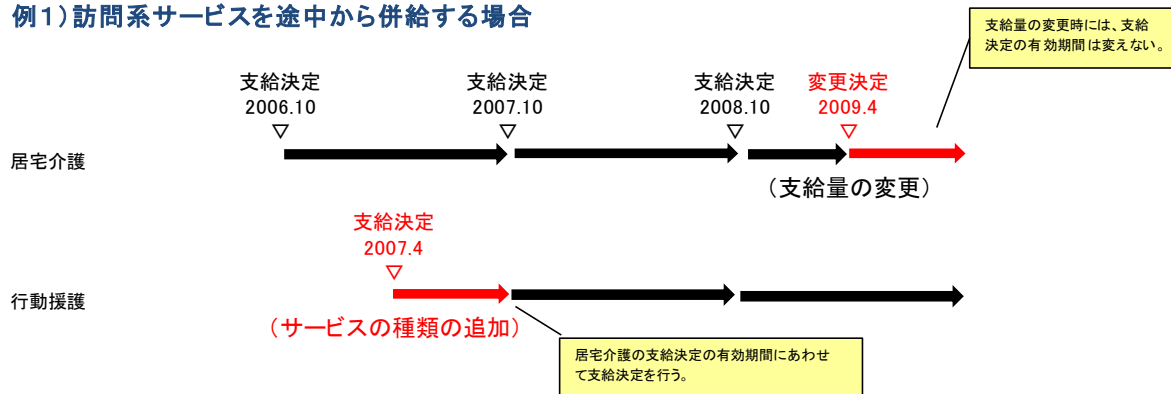 例1）訪問系サービスを途中から併給する場合
支給量の変更時には、支給
決定の有効期間は変えない。
支給決定
2006.10
支給決定
2007.10
支給決定
2008.10
変更決定
2009.4
居宅介護
（支給量の変更）
支給決定
2007.4
行動援護
（サービスの種類の追加）
居宅介護の支給決定の有効期間にあわせ
て支給決定を行う。